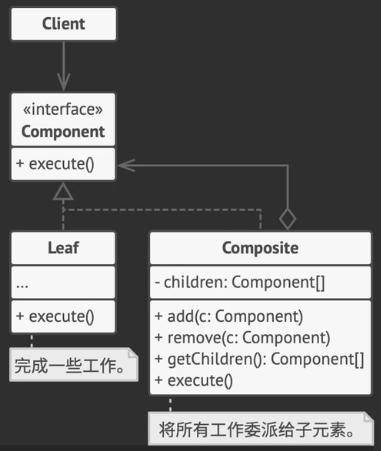 Client
«interface»
Component
+ execute()
Leaf
...
+ execute()
完成一些工作。
Composite
- children: Component[]
+ add(c: Component)
+ remove(c: Component)
+ getChildren(): Component[]
+ execute()
将所有工作委派给子元素。